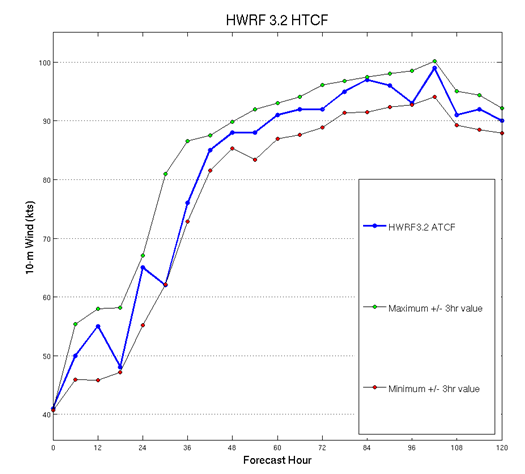 HWRF 3.2 HTCF
10-m Wind (kts)
100
90
80
70
60
50
40
HWRF3.2 ATCF
Maximum +/- 3hr value
Minimum +/- 3hr value
0 12 24 36 48 60 72 84 96 108 120
Forecast Hour